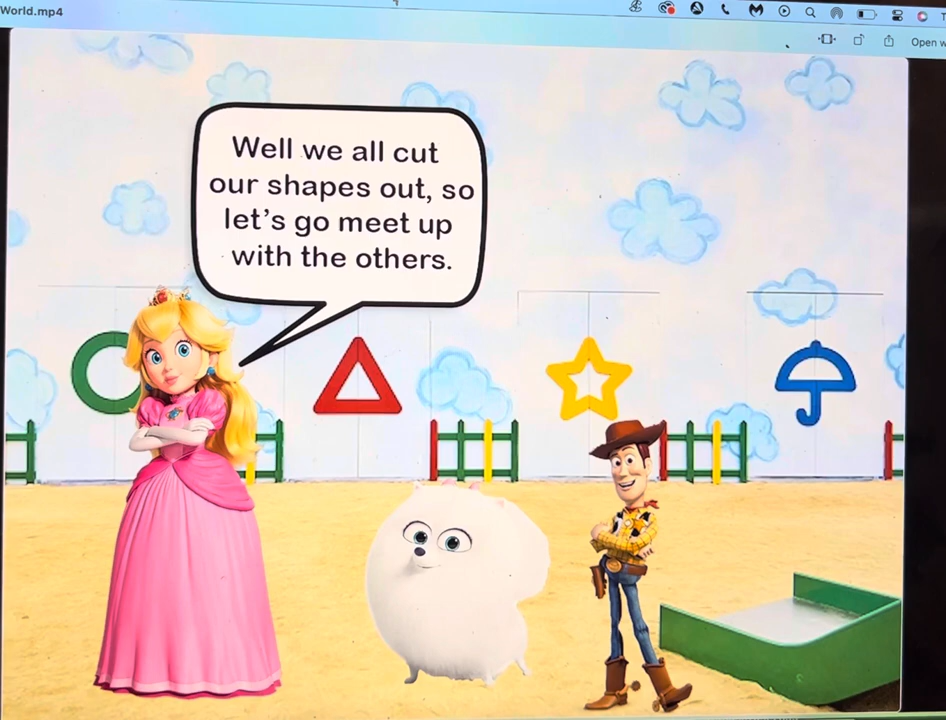 World.mp4
Open w
Well we all cut
our shapes out, so
let's go meet up
with the others.